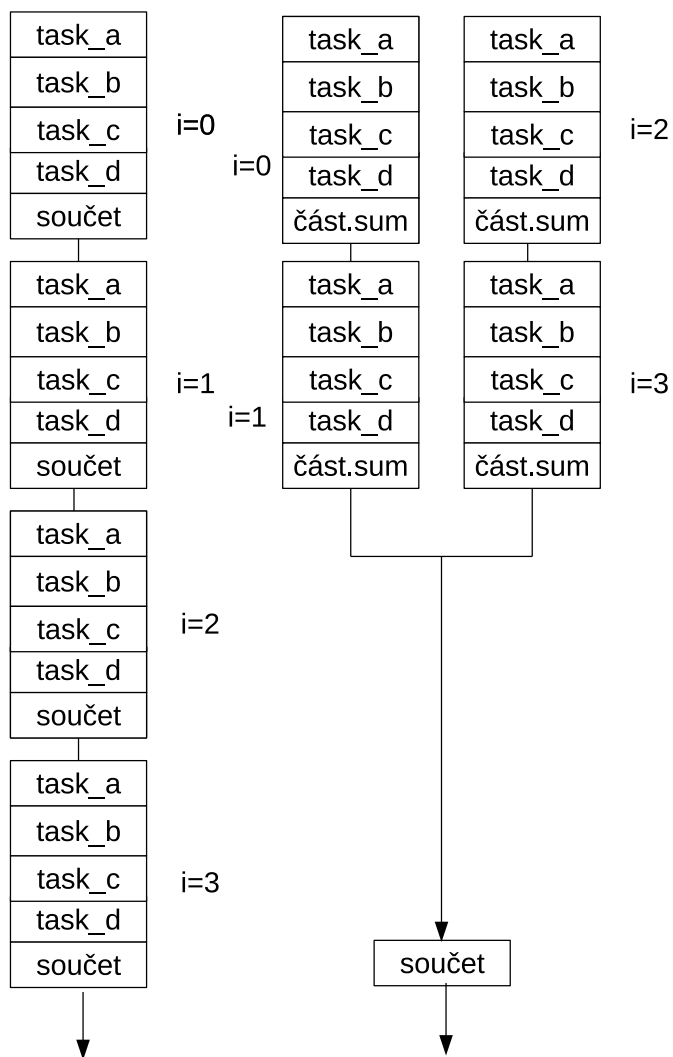 task_a
task_b
task_c
task_d
součet
i=0
task_a
task_b
task_c
task_d
součet
i=1
task_a
task_b
task_c
task_d
součet
i=2
task_a
task_b
task_c
task_d
součet
i=3
task_a
task_b
task_c
task_d
část.sum
i=0
task_a
task_b
task_c
task_d
část.sum
i=1
task_a
task_b
task_c
task_d
část.sum
i=2
task_a
task_b
task_c
task_d
část.sum
i=3
součet